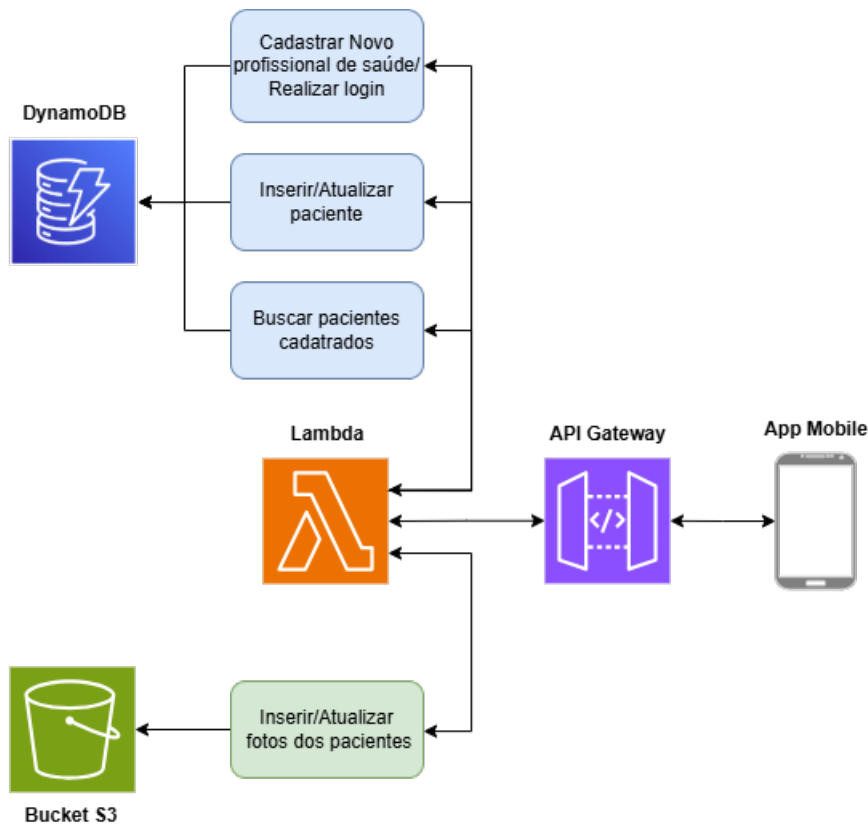 Cadastrar Novo
profissional de saúde/
Realizar login
DynamoDB
Inserir/Atualizar
paciente
Buscar pacientes
cadatrados
Lambda
API Gateway
App Mobile
</>
Inserir/Atualizar
fotos dos pacientes
Bucket S3